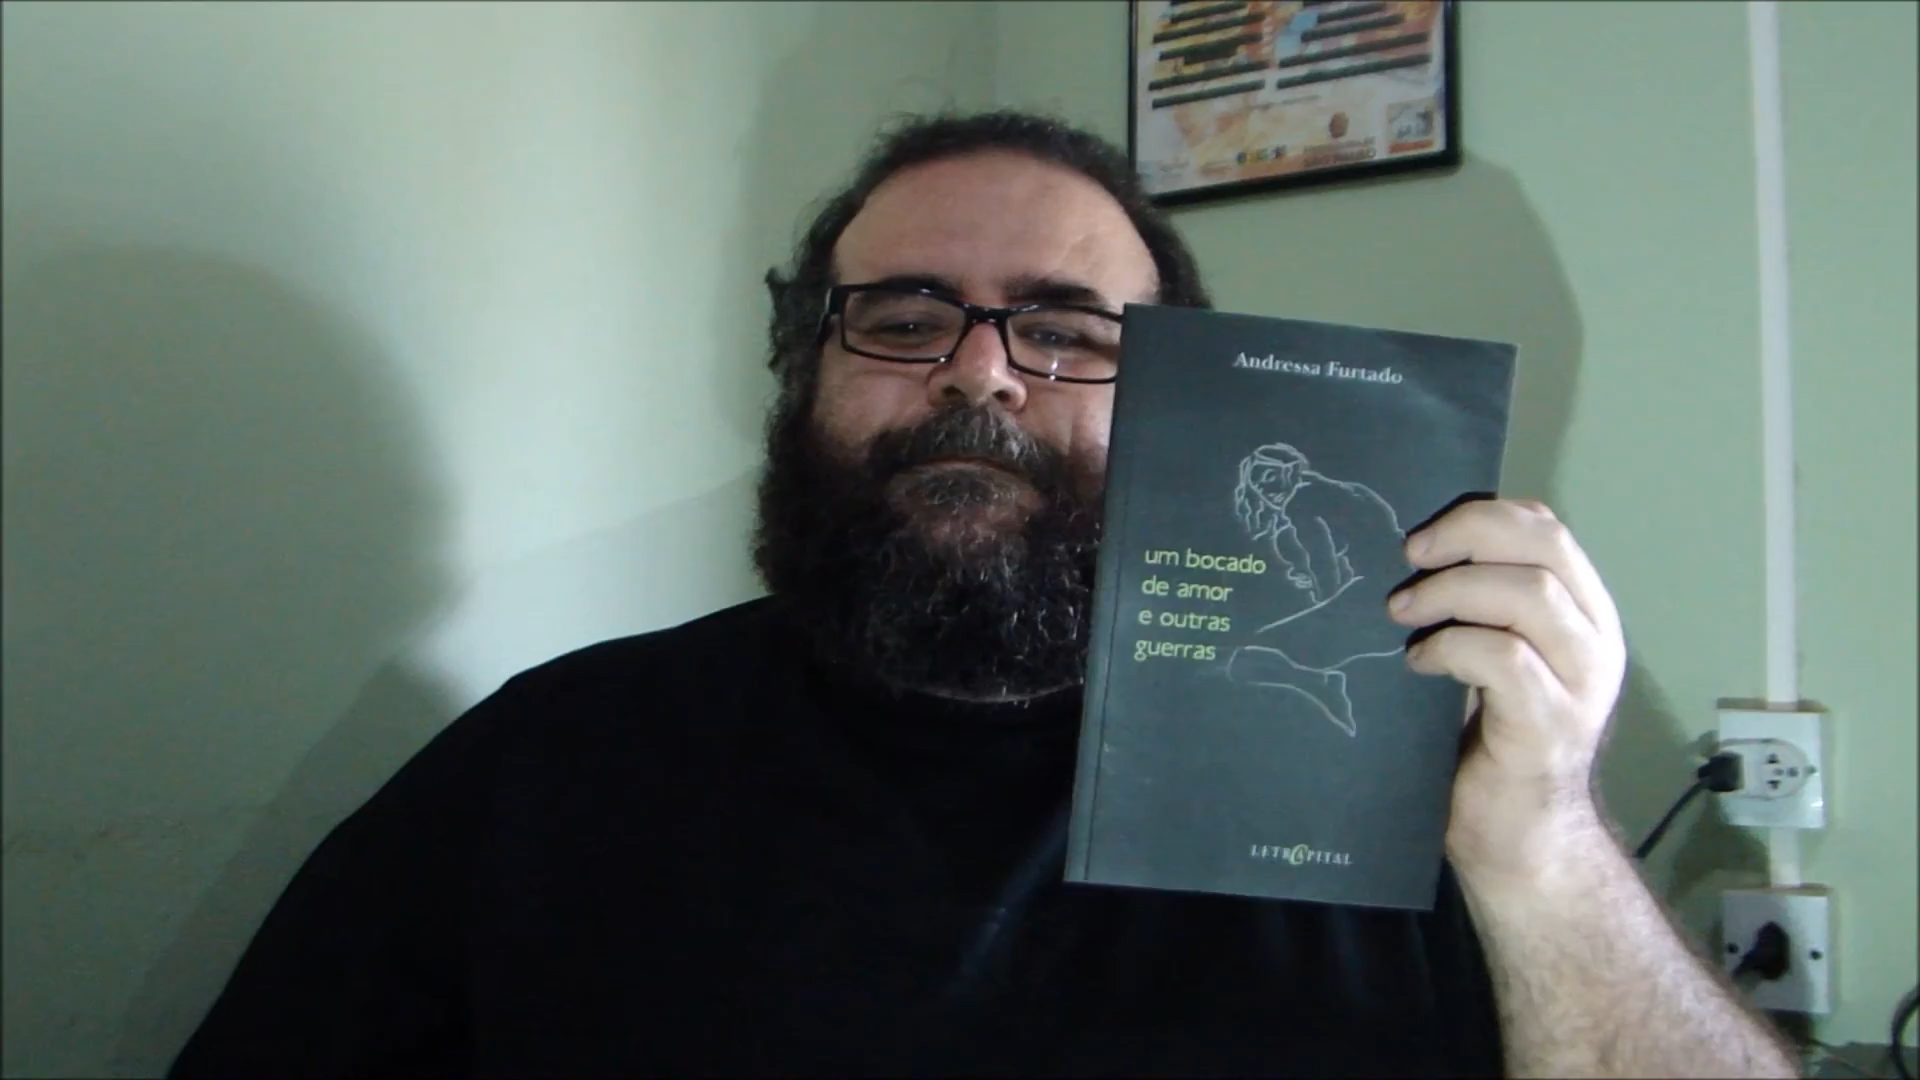 Andressa Furtado
um bocado
de amor
e outras
guerras
LETRACAPITAL